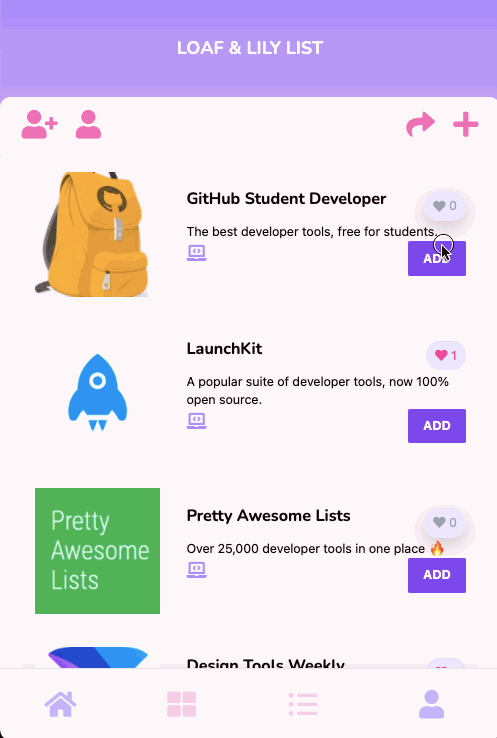 LOAF & LILY LIST
GitHub Student Developer
0
The best developer tools, free for students.
ADD
LaunchKit
1
A popular suite of developer tools, now 100%
open source.
ADD
Pretty
Awesome
Lists
Pretty Awesome Lists
0
Over 25,000 developer tools in one place 🔥
ADD
Design Tools Weekly